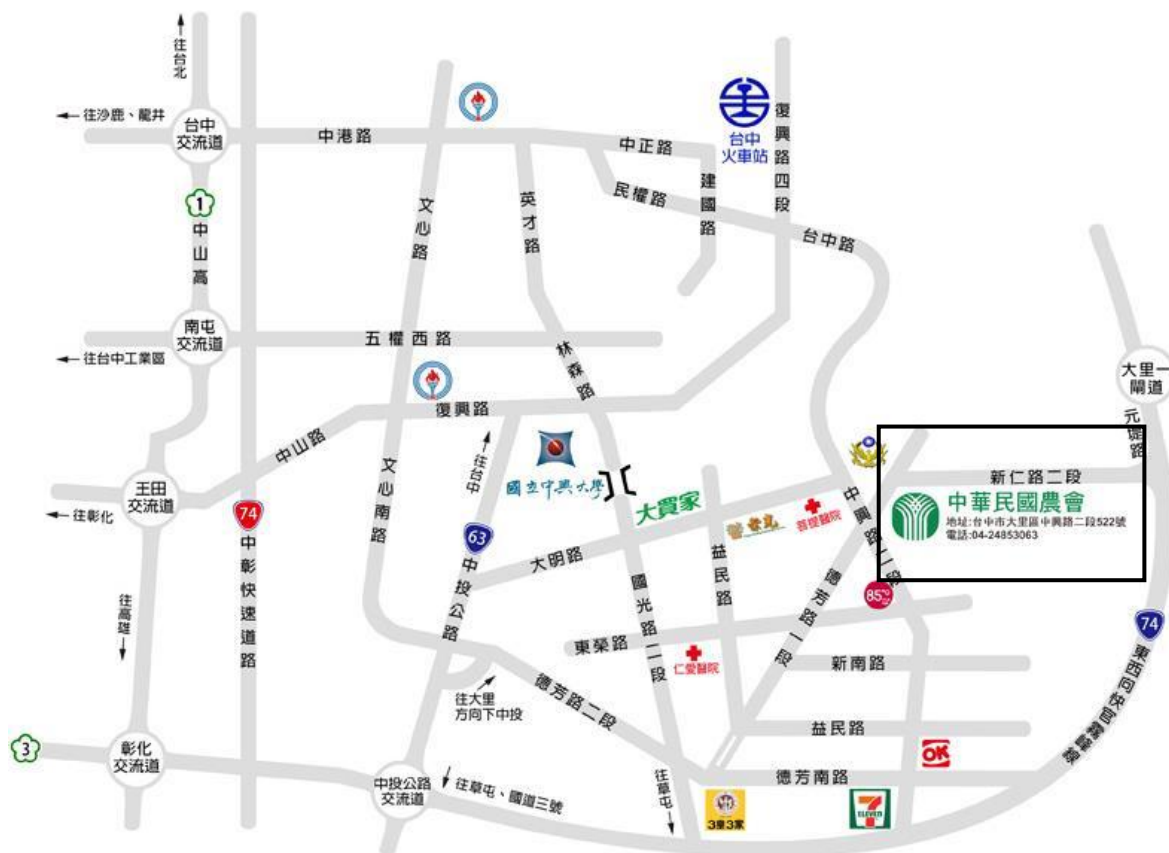 往台北
往沙鹿、龍井
台中
交流道
中港路
中正路
台中
火車站
復興路四段
建國路
民權路
台中路
1
中山高
文心路
英才路
南屯
交流道
五權西路
往台中工業區
林森路
大里一
閘道
元堤路
復興路
中山路
往台中
國立中興大學
大買家
菩提醫院
新仁路二段
中華民國農會
地址:台中市大里區中興路二段522號
電話:04-24853063
王田
交流道
往彰化
74
中彰快速道路
文心南路
63
中投公路
大明路
益民路
中興路二段
德芳路一段
85
國光路二段
東榮路
仁愛醫院
新南路
74
東西向快官霧峰線
往高雄
往大里
方向下中投
德芳路二段
益民路
OK
3
彰化
交流道
中投公路
交流道
往草屯、國道三號
往草屯
德芳南路
3皇3家
7
ELEVEN